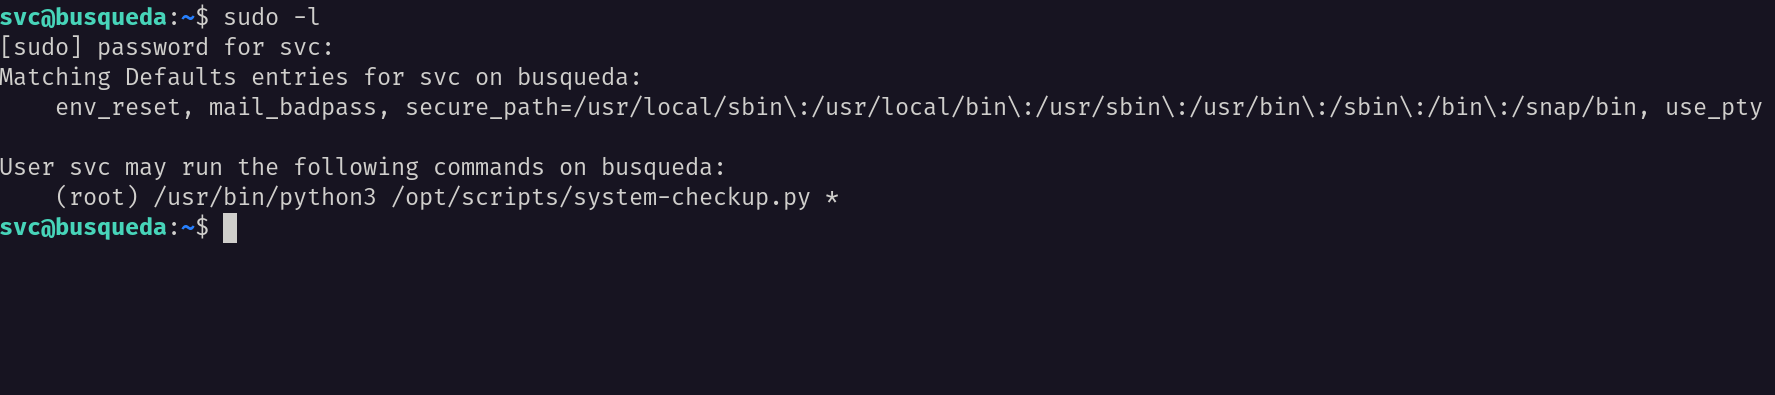 svc@busqueda:~$ sudo -l
[sudo] password for svc:
Matching Defaults entries for svc on busqueda:
    env_reset, mail_badpass, secure_path=/usr/local/sbin\:/usr/local/bin\:/usr/sbin\:/usr/bin\:/sbin\:/bin\:/snap/bin, use_pty
User svc may run the following commands on busqueda:
    (root) /usr/bin/python3 /opt/scripts/system-checkup.py *
svc@busqueda:~$